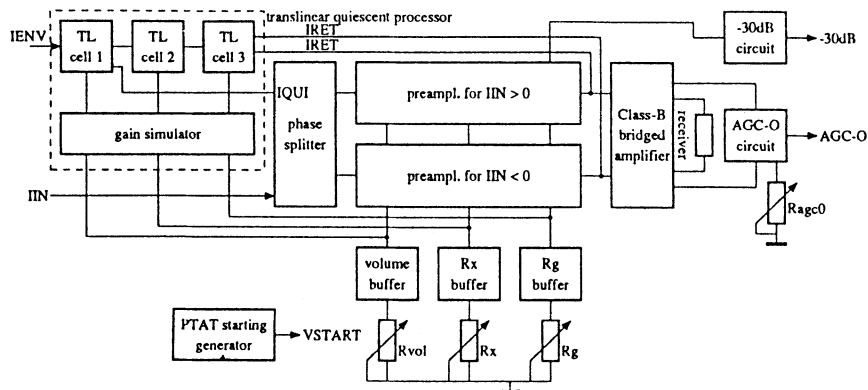 translinear quiescent processor
IENV
TL
cell 1
TL
cell 2
TL
cell 3
IRET
IRET
-30dB
circuit
-30dB
gain simulator
IQUI
phase
splitter
preampl. for IIN > 0
preampl. for IIN < 0
Class-B
bridged
amplifier
receiver
AGC-O
circuit
AGC-O
IIN
Ragc0
volume
buffer
Rx
buffer
Rg
buffer
PTAT starting
generator
VSTART
Rvol
Rx
Rg